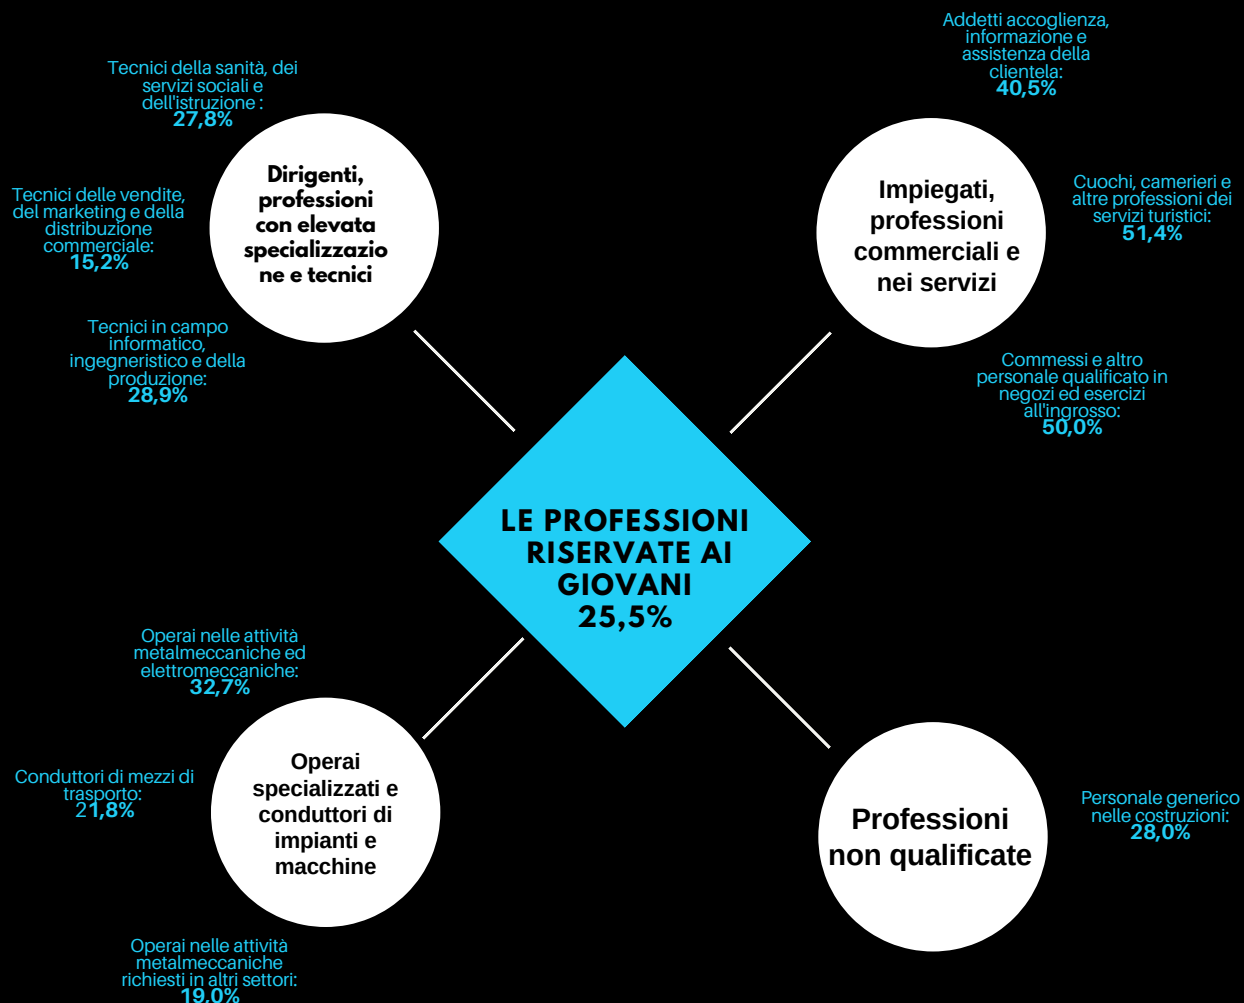 Tecnici della sanità, dei
servizi sociali e
dell'istruzione :
27,8%
Dirigenti,
professioni
con elevata
specializzazio
ne e tecnici
Tecnici delle vendite,
del marketing e della
distribuzione
commerciale:
15,2%
Tecnici in campo
informatico,
ingegneristico e della
produzione:
28,9%
Addetti accoglienza,
informazione e
assistenza della
clientela:
40,5%
Impiegati,
professioni
commerciali e
nei servizi
Cuochi, camerieri e
altre professioni dei
servizi turistici:
51,4%
Commessi e altro
personale qualificato in
negozi ed esercizi
all'ingrosso:
50,0%
LE PROFESSIONI
RISERVATE AI
GIOVANI
25,5%
Operai nelle attività
metalmeccaniche ed
elettromeccaniche:
32,7%
Operai
specializzati e
conduttori di
impianti e
macchine
Conduttori di mezzi di
trasporto:
21,8%
Operai nelle attività
metalmeccaniche
richiesti in altri settori:
19,0%
Professioni
non qualificate
Personale generico
nelle costruzioni:
28,0%